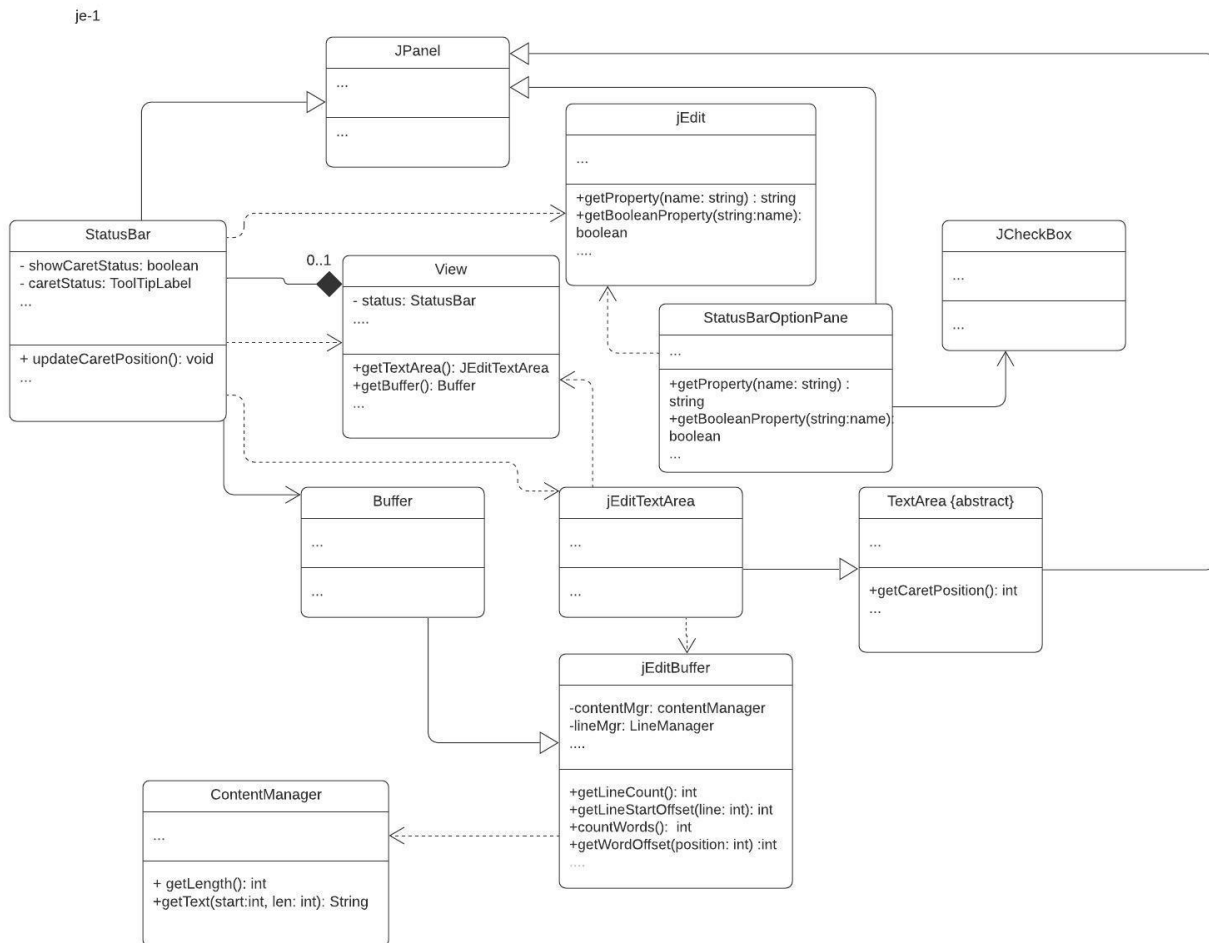 je-1
JPanel
...
...
jEdit
...
+getProperty(name: string) : string
+getBooleanProperty(string:name):
boolean
....
StatusBar
- showCaretStatus: boolean
- caretStatus: ToolTipLabel
...
+ updateCaretPosition(): void
...
0..1
View
- status: StatusBar
....
+getTextArea(): JEditTextArea
+getBuffer(): Buffer
...
JCheckBox
...
...
StatusBarOptionPane
...
+getProperty(name: string) :
string
+getBooleanProperty(string:name):
boolean
...
Buffer
...
...
jEditTextArea
...
...
TextArea {abstract}
...
+getCaretPosition(): int
...
jEditBuffer
-contentMgr: contentManager
-lineMgr: LineManager
....
+getLineCount(): int
+getLineStartOffset(line: int): int
+countWords(): int
+getWordOffset(position: int) :int
....
ContentManager
...
+ getLength(): int
+getText(start:int, len: int): String